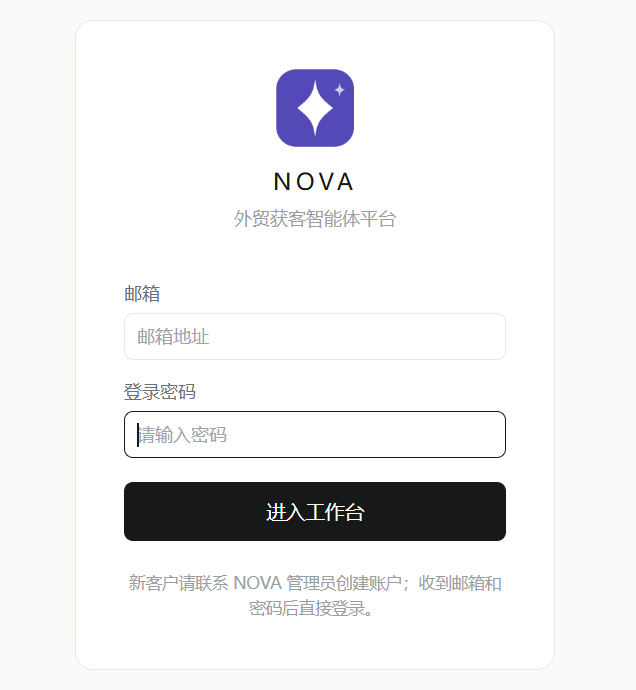 NOVA
外贸获客智能体平台
邮箱
邮箱地址
登录密码
请输入密码
进入工作台
新客户请联系 NOVA 管理员创建账户；收到邮箱和
密码后直接登录。